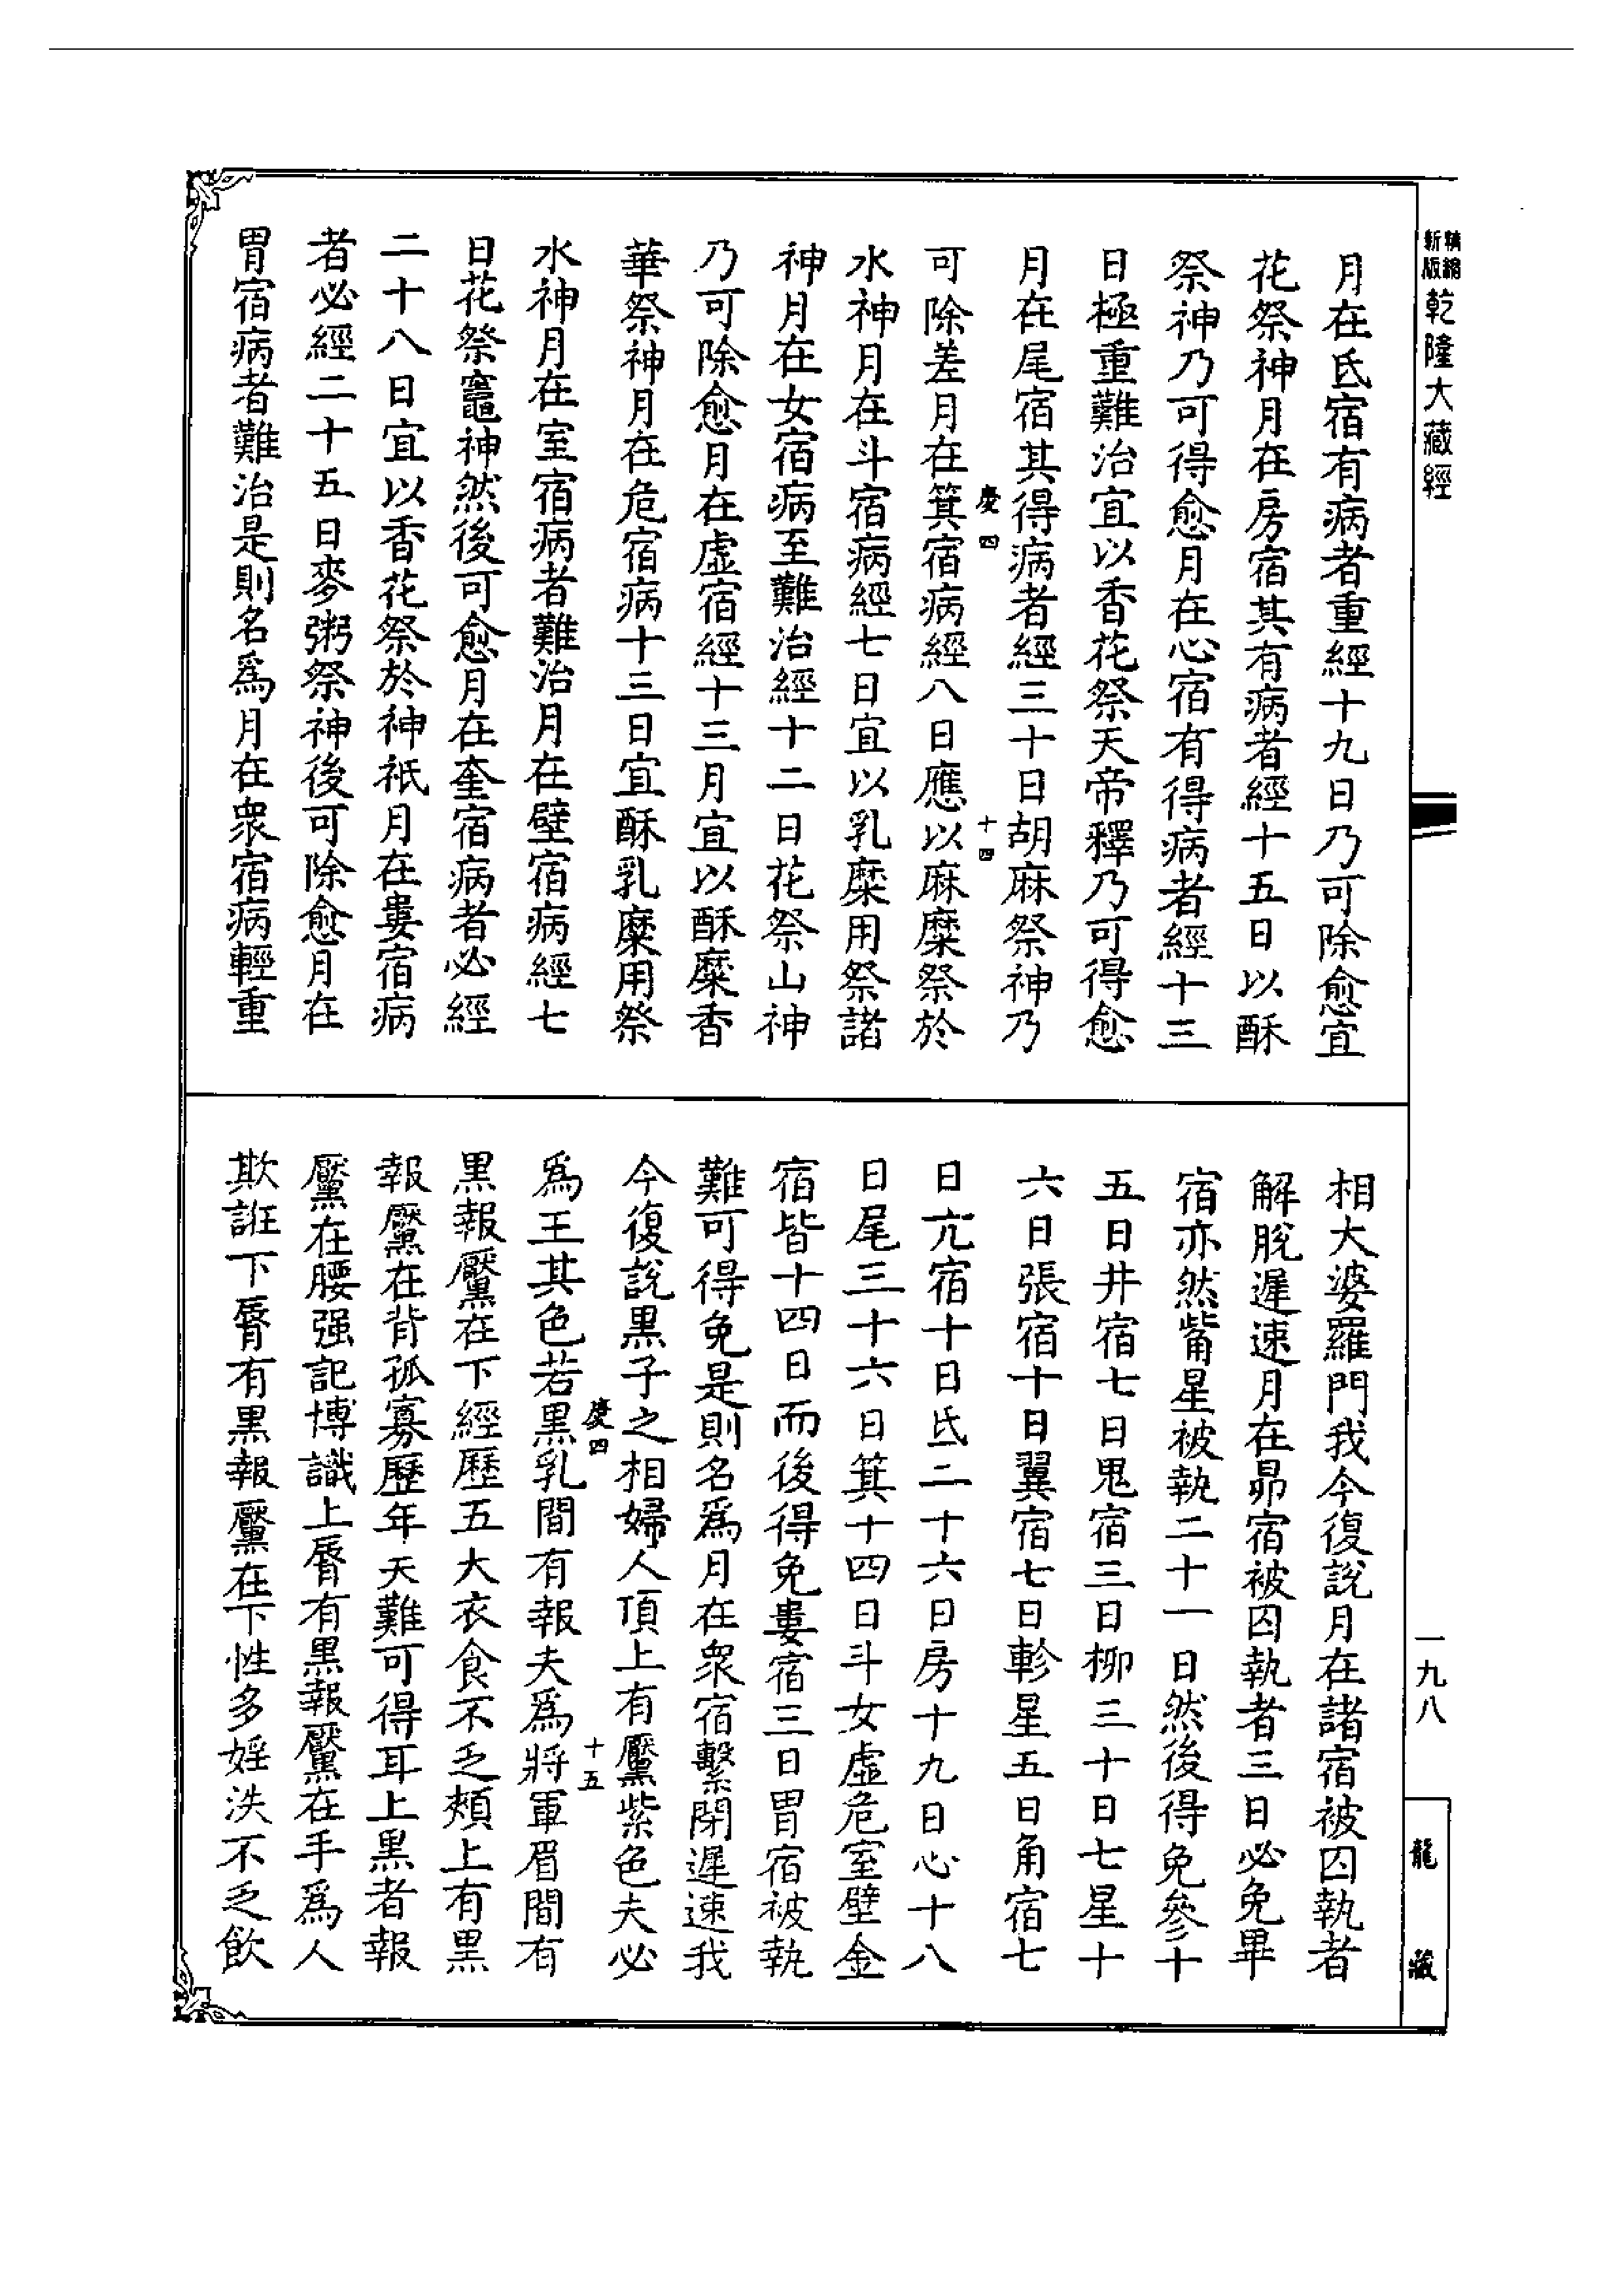 精縮新版乾隆大藏經
月在氐宿有病者重經十九日乃可除愈宜
花祭神月在房宿其有病者經十五日以酥
祭神乃可得愈月在心宿有得病者經十三
日極重難治宜以香花祭天帝釋乃可得愈
月在尾宿其得病者經三十日胡麻祭神乃
慶四 十四
可除差月在箕宿病經八日應以麻糜祭於
水神月在斗宿病經七日宜以乳糜用祭諸
神月在女宿病至難治經十二日花祭山神
乃可除愈月在虛宿經十三月宜以酥糜香
華祭神月在危宿病十三日宜酥乳糜用祭
水神月在室宿病者難治月在壁宿病經七
日花祭竈神然後可愈月在奎宿病者必經
二十八日宜以香花祭於神祇月在婁宿病
者必經二十五日麥粥祭神後可除愈月在
胃宿病者難治是則名爲月在衆宿病輕重
相大婆羅門我今復說月在諸宿被囚執者
解脫遲速月在昴宿被囚執者三日必免畢
宿亦然觜星被執二十一日然後得免參十
五日井宿七日鬼宿三日柳三十日七星十
六日張宿十日翼宿七日軫星五日角宿七
日亢宿十日氐二十六日房十九日心十八
日尾三十六日箕十四日斗女虛危室壁金
宿皆十四日而後得免婁宿三日胃宿被執
難可得免是則名爲月在衆宿繫閉遲速我
今復說黑子之相婦人頂上有黶紫色夫必
慶四 十五
爲王其色若黑乳間有報夫爲將軍眉間有
黑報黶在下經歷五大衣食不乏頰上有黑
報黶在背孤寡歷年夭難可得耳上黑者報
黶在腰强記博識上脣有黑報黶在手爲人
欺誑下脣有黑報黶在下性多婬泆不乏飲
一九八
龍藏